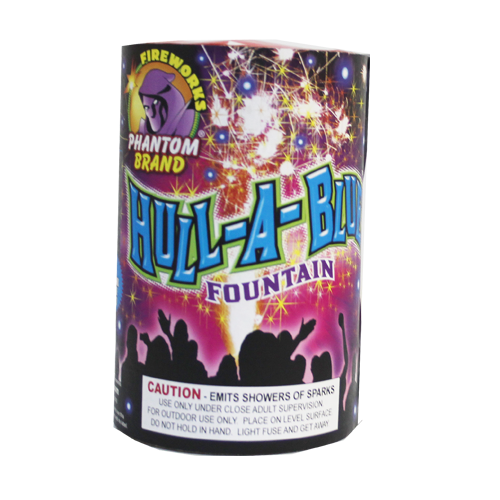 FIREWORKS
PHANTOM®
BRAND
HULL-A-BLU
FOUNTAIN
CAUTION - EMITS SHOWERS OF SPARKS
USE ONLY UNDER CLOSE ADULT SUPERVISION.
FOR OUTDOOR USE ONLY. PLACE ON LEVEL SURFACE.
DO NOT HOLD IN HAND. LIGHT FUSE AND GET AWAY.